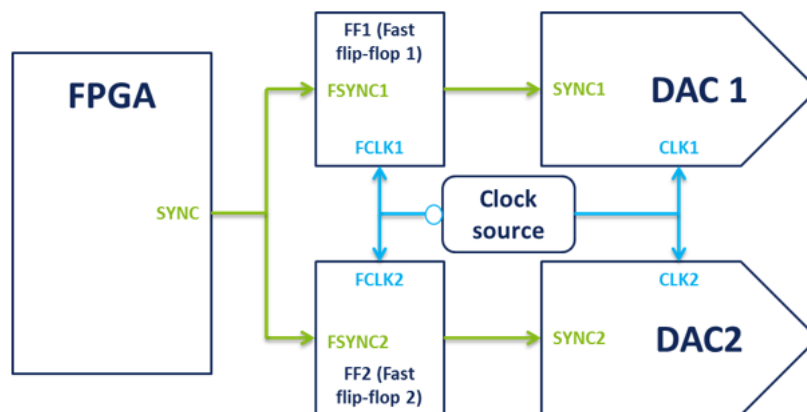 FPGA
SYNC
FF1 (Fast
flip-flop 1)
FSYNC1
FCLK1
SYNC1
DAC 1
CLK1
Clock
source
FCLK2
FSYNC2
FF2 (Fast
flip-flop 2)
CLK2
SYNC2
DAC2